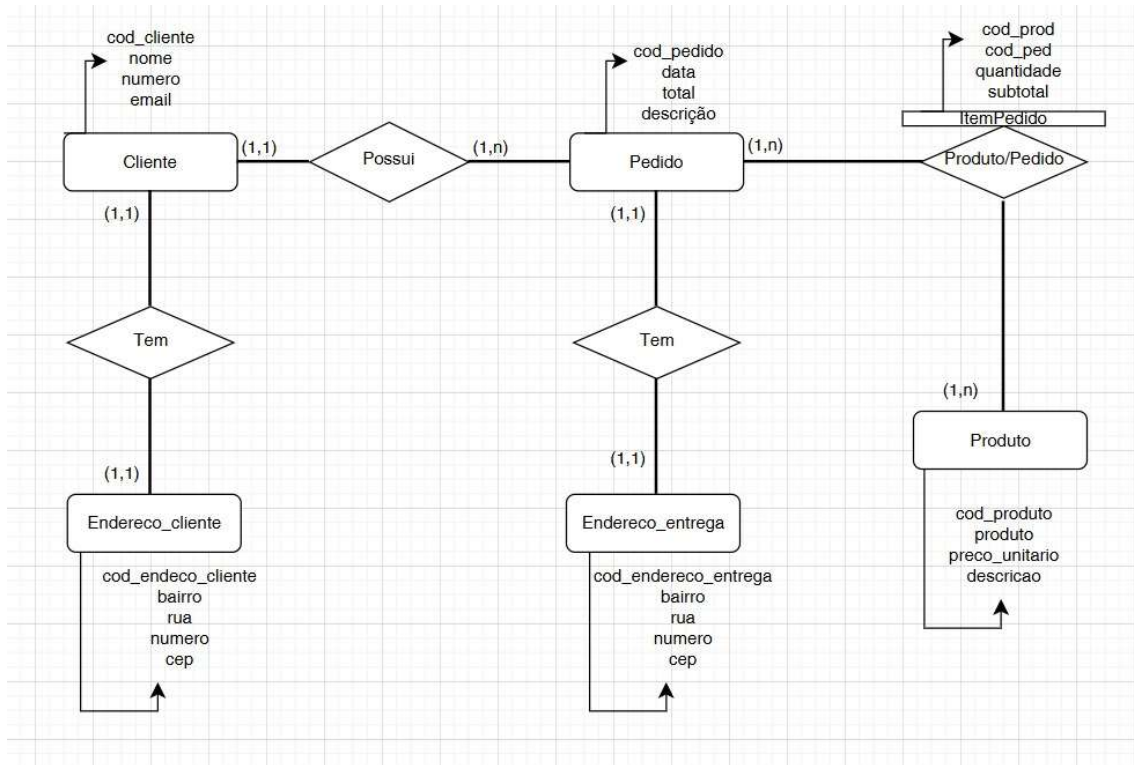 cod_cliente
nome
numero
email
cod_pedido
data
total
descrição
cod_prod
cod_ped
quantidade
subtotal
ItemPedido
Cliente
(1,1)
Possui
(1,n)
Pedido
(1,n)
Produto/Pedido
(1,1)
(1,1)
Tem
Tem
(1,n)
Produto
(1,1)
(1,1)
Endereco_cliente
Endereco_entrega
cod_endeco_cliente
bairro
rua
numero
cep
cod_endereco_entrega
bairro
rua
numero
cep
cod_produto
produto
preco_unitario
descricao